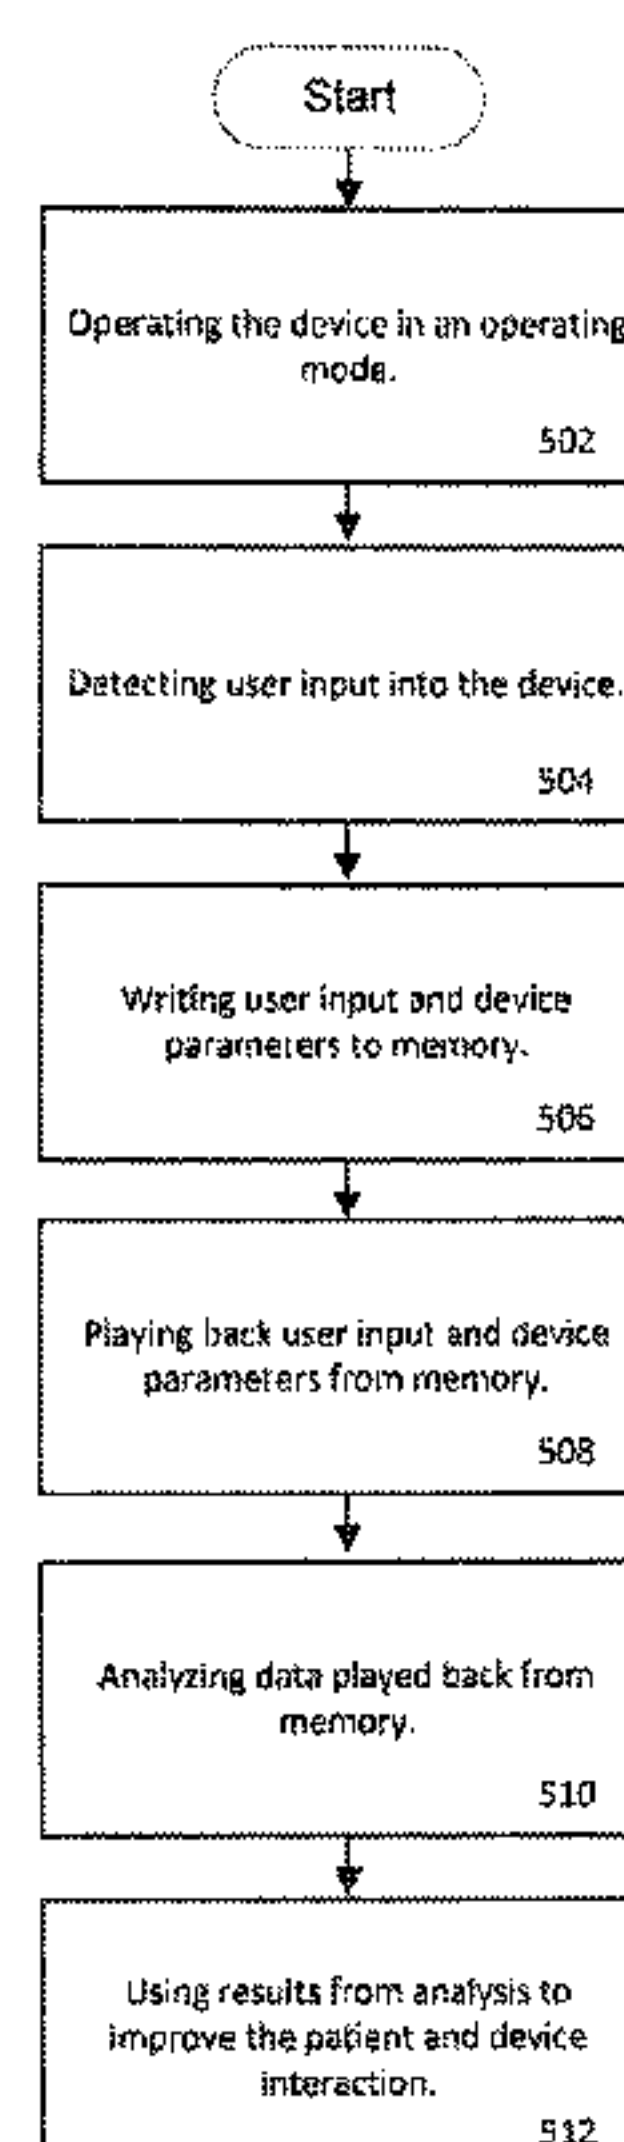 Start
Operating the device in an operating
mode.
502
Detecting user input into the device.
504
Writing user input and device
parameters to memory.
506
Playing back user input and device
parameters from memory.
508
Analyzing data played back from
memory.
510
Using results from analysis to
improve the patient and device
interaction.
512